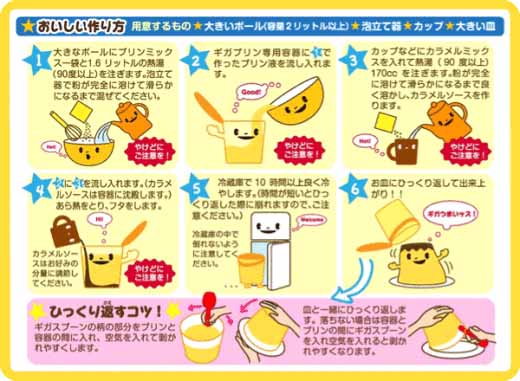 ★おいしい作り方 用意するもの★大きいボール(容量2リットル以上)★泡立て器★カップ★大きい皿
1
大きなボールにプリンミックス一袋と1.6リットルの熱湯
(90度以上)を注ぎます。泡立て
器で粉が完全に溶けて滑らか
になるまで混ぜてください。
Hot!
やけどに
ご注意を!
2
ギガプリン専用容器に1で
作ったプリン液を流し入れま
す。
Good!
やけどに
ご注意を!
3
カップなどにカラメルミック
スを入れて熱湯(90度以上)
170ccを注ぎます。粉が完
全に溶けて滑らかになるまで良
く溶かし、カラメルソースを作
ります。
Hot!
やけどに
ご注意を!
4
2に3を流し入れます。(カラメ
ルソースは容器に沈殿します。)
あら熱をとり、フタをします。
Hi!
カラメルソー
スはお好みの
分量に調節し
てください。
やけどに
ご注意を!
5
冷蔵庫で10時間以上良く冷
やします。(時間が短いとひっ
くり返した際に崩れますので、ご注
意ください。)
冷蔵庫の中で
倒れないよう
に注意してく
ださい。
Welcome
6
お皿にひっくり返して出来上
がり!!
ギガうまいッス!
ひっくり返すコツ!
ギガスプーンの柄の部分をプリンと
容器の間に入れ、空気を入れて剥が
れやすくします。
皿と一緒にひっくり返しま
す。落ちない場合は容器と
プリンの間にギガスプーン
を入れ空気を入れると剥が
れやすくなります。